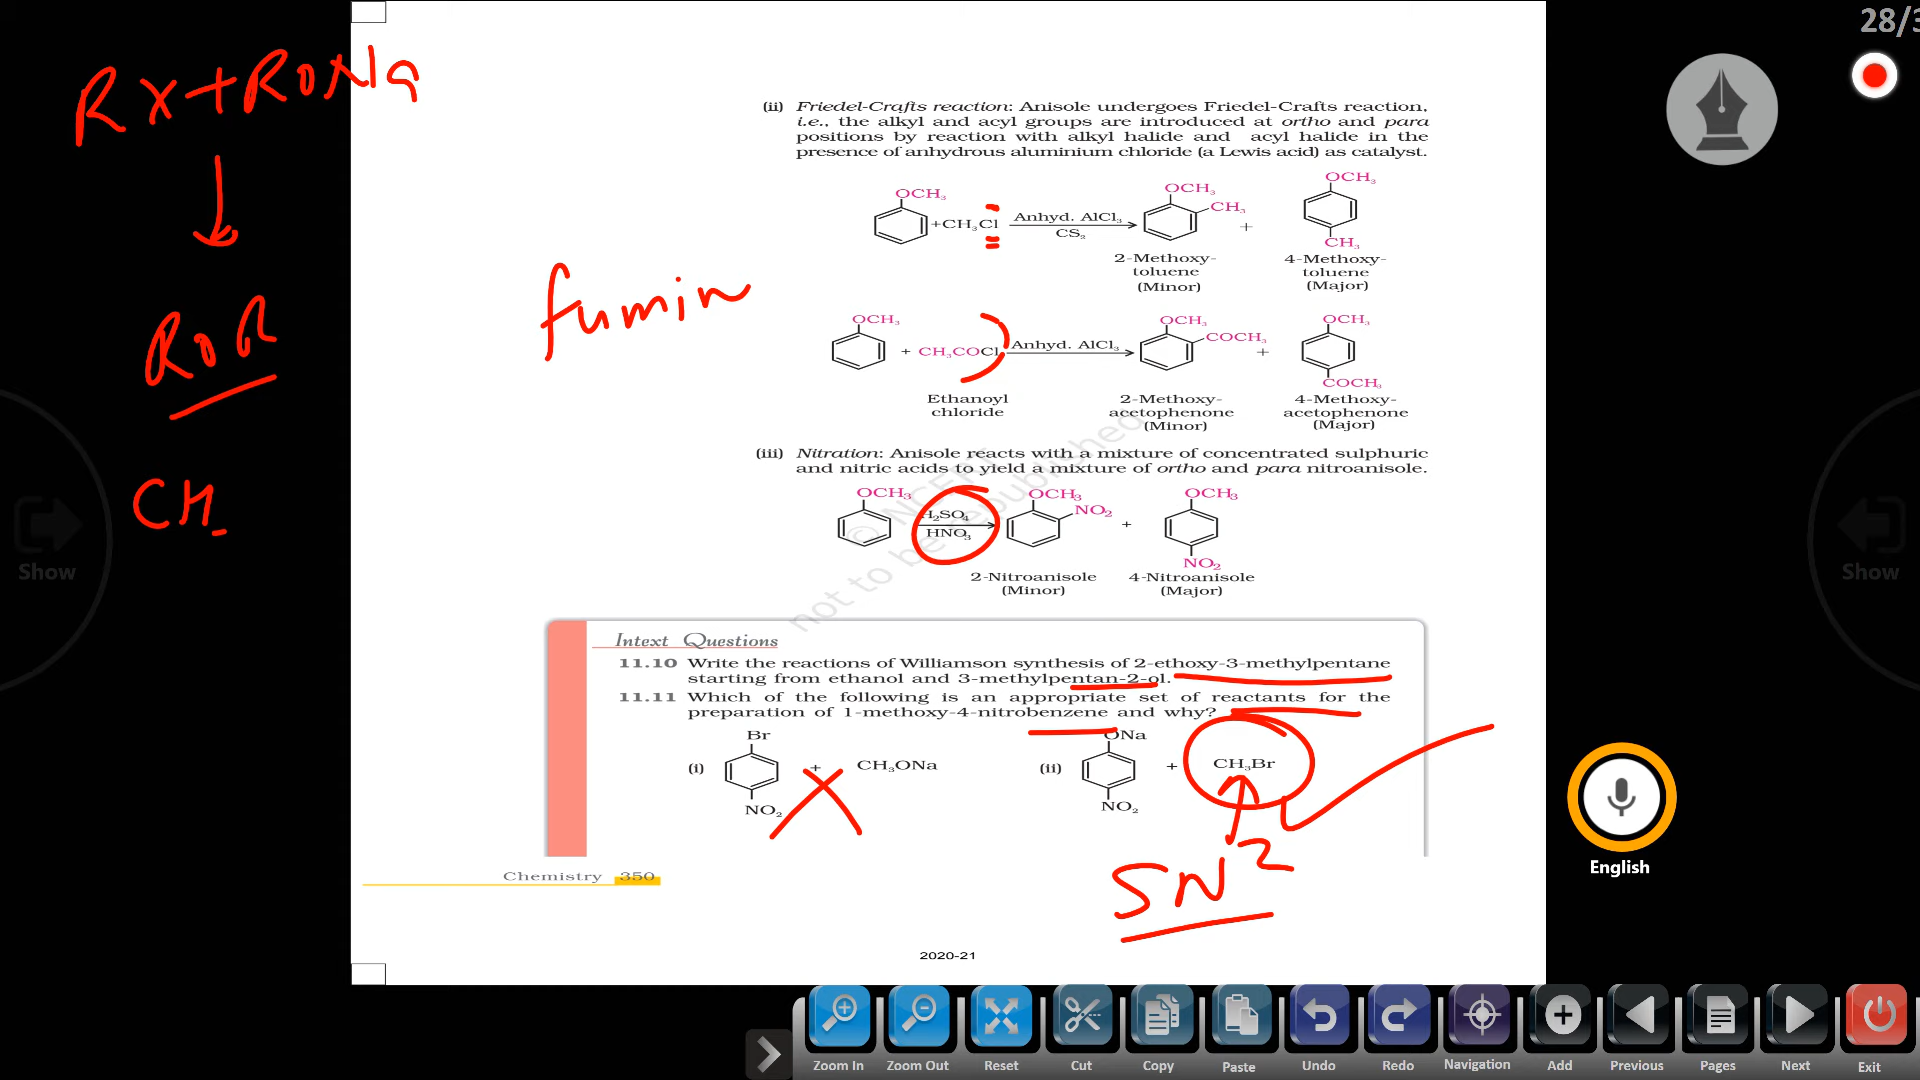 28/3
RX+RONa
ROR
CH
fumin
(ii) Friedel-Crafts reaction: Anisole undergoes Friedel-Crafts reaction,
i.e., the alkyl and acyl groups are introduced at ortho and para
positions by reaction with alkyl halide and acyl halide in the
presence of anhydrous aluminium chloride (a Lewis acid) as catalyst.
OCH₃
+CH₃Cl
Anhyd. AlCl₃
CS₂
OCH₃
CH₃
+
OCH₃
CH₃
2-Methoxy-
toluene
(Minor)
4-Methoxy-
toluene
(Major)
OCH₃
+ CH₃COCl
Anhyd. AlCl₃
OCH₃
COCH₃
+
OCH₃
COCH₃
Ethanoyl
chloride
2-Methoxy-
acetophenone
(Minor)
4-Methoxy-
acetophenone
(Major)
(iii) Nitration: Anisole reacts with a mixture of concentrated sulphuric
and nitric acids to yield a mixture of ortho and para nitroanisole.
OCH₃
H₂SO₄
HNO₃
OCH₃
NO₂
+
OCH₃
NO₂
2-Nitroanisole
(Minor)
4-Nitroanisole
(Major)
© NCERT
not to be republished
Intext Questions
11.10 Write the reactions of Williamson synthesis of 2-ethoxy-3-methylpentane
starting from ethanol and 3-methylpentan-2-ol.
11.11 Which of the following is an appropriate set of reactants for the
preparation of 1-methoxy-4-nitrobenzene and why?
(i)
Br
NO₂
+
CH₃ONa
(ii)
ONa
NO₂
+
CH₃Br
SN2
Chemistry 350
2020-21
Show
Show
English
Zoom In
Zoom Out
Reset
Cut
Copy
Paste
Undo
Redo
Navigation
Add
Previous
Pages
Next
Exit